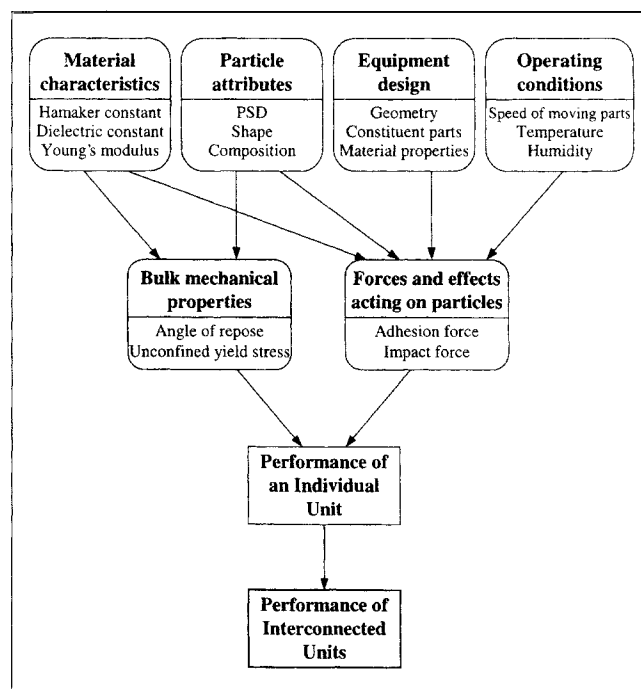 Material
characteristics
Hamaker constant
Dielectric constant
Young's modulus
Particle
attributes
PSD
Shape
Composition
Equipment
design
Geometry
Constituent parts
Material properties
Operating
conditions
Speed of moving parts
Temperature
Humidity
Bulk mechanical
properties
Angle of repose
Unconfined yield stress
Forces and effects
acting on particles
Adhesion force
Impact force
Performance of
an Individual
Unit
Performance of
Interconnected
Units